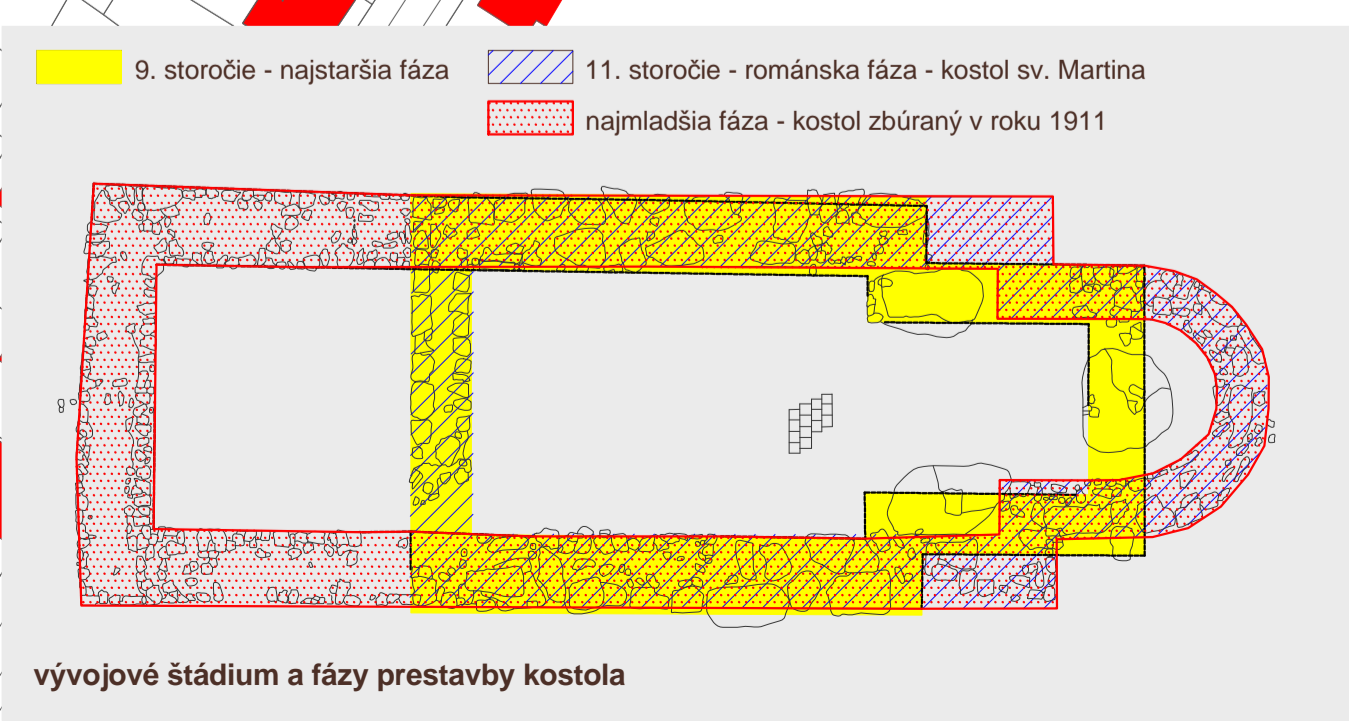 9. storočie - najstaršia fáza
11. storočie - románska fáza - kostol sv. Martina
najmladšia fáza - kostol zbúraný v roku 1911
vývojové štádium a fázy prestavby kostola